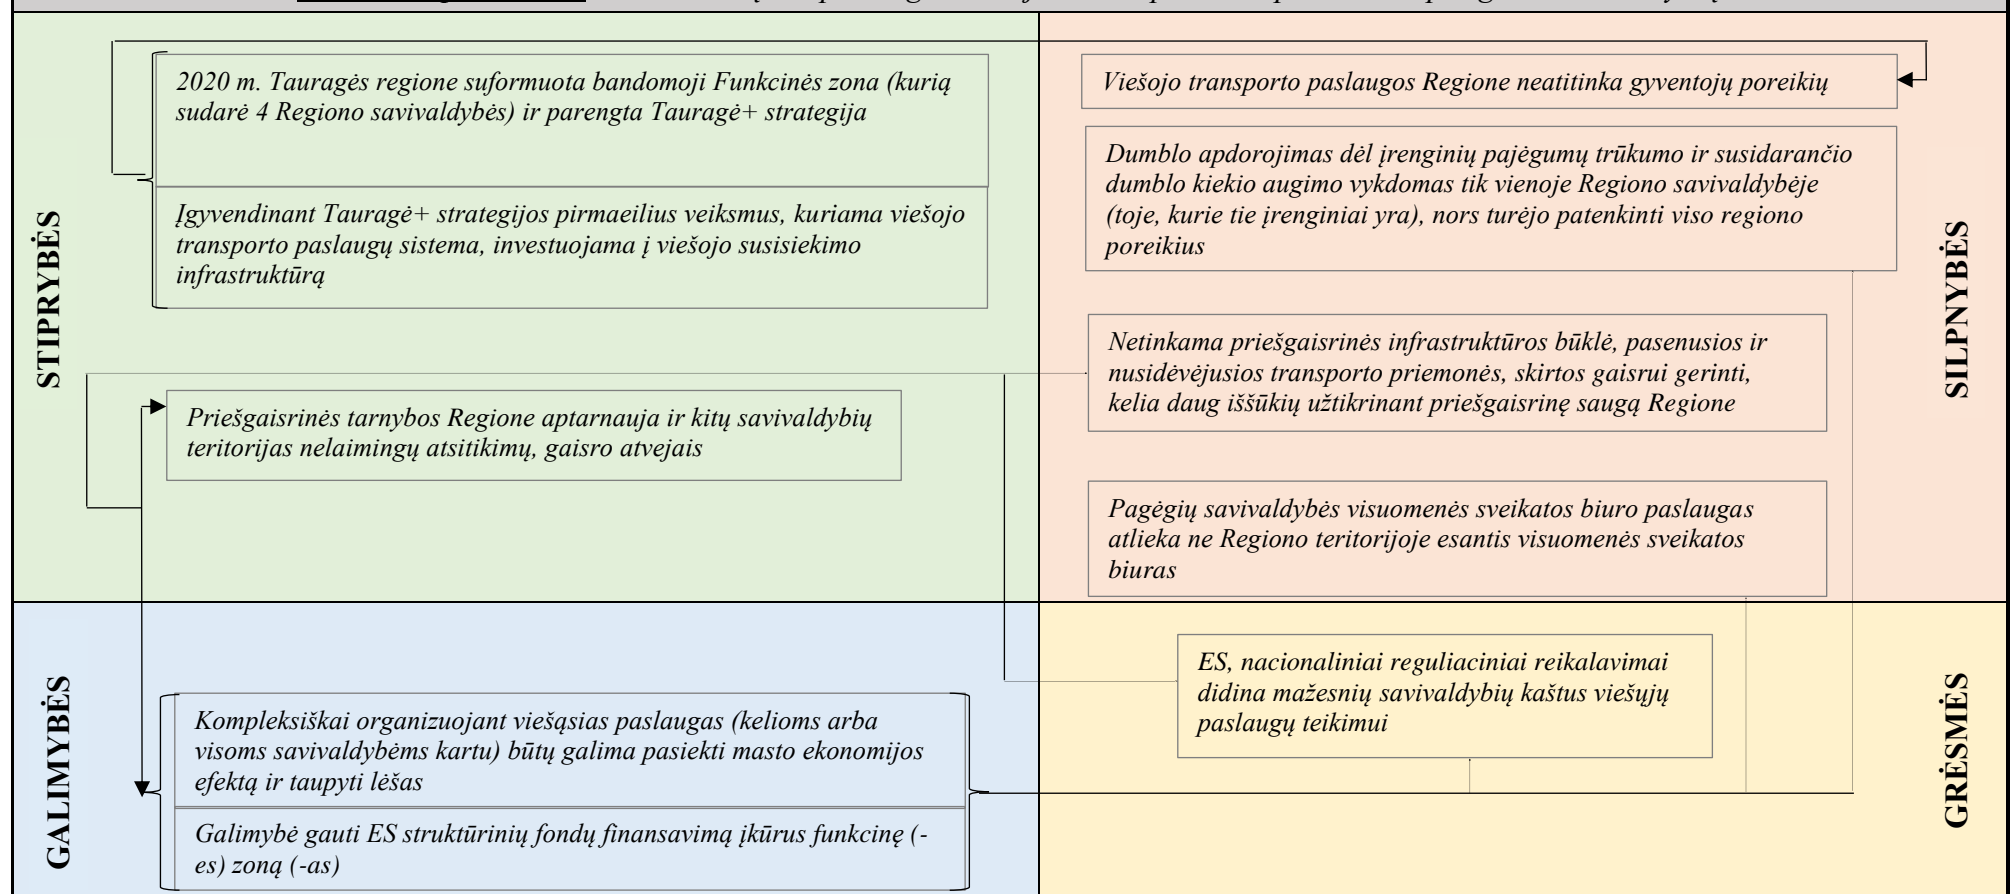 STIPRYBĖS
2020 m. Tauragės regione suformuota bandomoji Funkcinės zona (kurią
sudarė 4 Regiono savivaldybės) ir parengta Tauragė+ strategija
Įgyvendinant Tauragė+ strategijos pirmaeilius veiksmus, kuriama viešojo
transporto paslaugų sistema, investuojama į viešojo susisiekimo
infrastruktūrą
Priešgaisrinės tarnybos Regione aptarnauja ir kitų savivaldybių
teritorijas nelaimingų atsitikimų, gaisro atvejais
SILPNYBĖS
Viešojo transporto paslaugos Regione neatitinka gyventojų poreikių
Dumblo apdorojimas dėl įrenginių pajėgumų trūkumo ir susidarančio
dumblo kiekio augimo vykdomas tik vienoje Regiono savivaldybėje
(toje, kurie tie įrenginiai yra), nors turėjo patenkinti viso regiono
poreikius
Netinkama priešgaisrinės infrastruktūros būklė, pasenusios ir
nusidėvėjusios transporto priemonės, skirtos gaisrui gerinti,
kelia daug iššūkių užtikrinant priešgaisrinę saugą Regione
Pagėgių savivaldybės visuomenės sveikatos biuro paslaugas
atlieka ne Regiono teritorijoje esantis visuomenės sveikatos
biuras
GALIMYBĖS
Kompleksiškai organizuojant viešąsias paslaugas (kelioms arba
visoms savivaldybėms kartu) būtų galima pasiekti masto ekonomijos
efektą ir taupyti lėšas
Galimybė gauti ES struktūrinių fondų finansavimą įkūrus funkcinę (-
es) zoną (-as)
GRĖSMĖS
ES, nacionaliniai reguliaciniai reikalavimai
didina mažesnių savivaldybių kaštus viešųjų
paslaugų teikimui